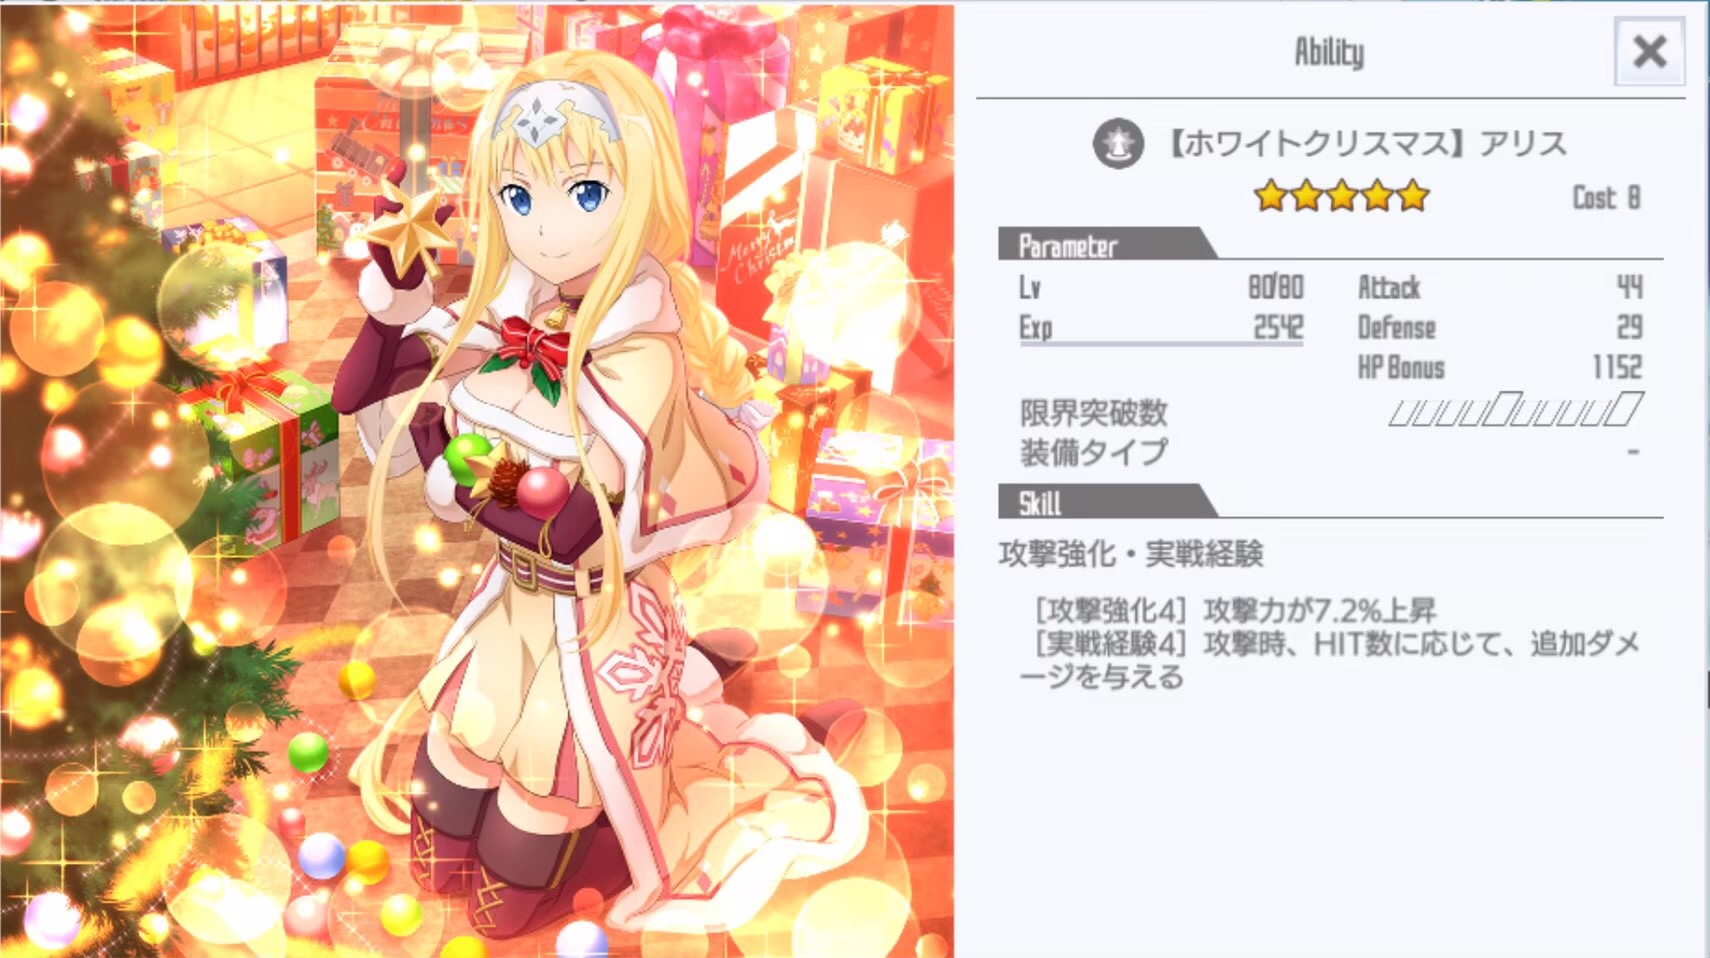 Merry
Christmas
Ability
【ホワイトクリスマス】アリス
Cost 8
Parameter
Lv 80/80 Attack 44
Exp 2542 Defense 29
HP Bonus 1152
限界突破数
装備タイプ -
Skill
攻撃強化・実戦経験
［攻撃強化4］攻撃力が7.2%上昇
［実戦経験4］攻撃時、HIT数に応じて、追加ダメ
ージを与える